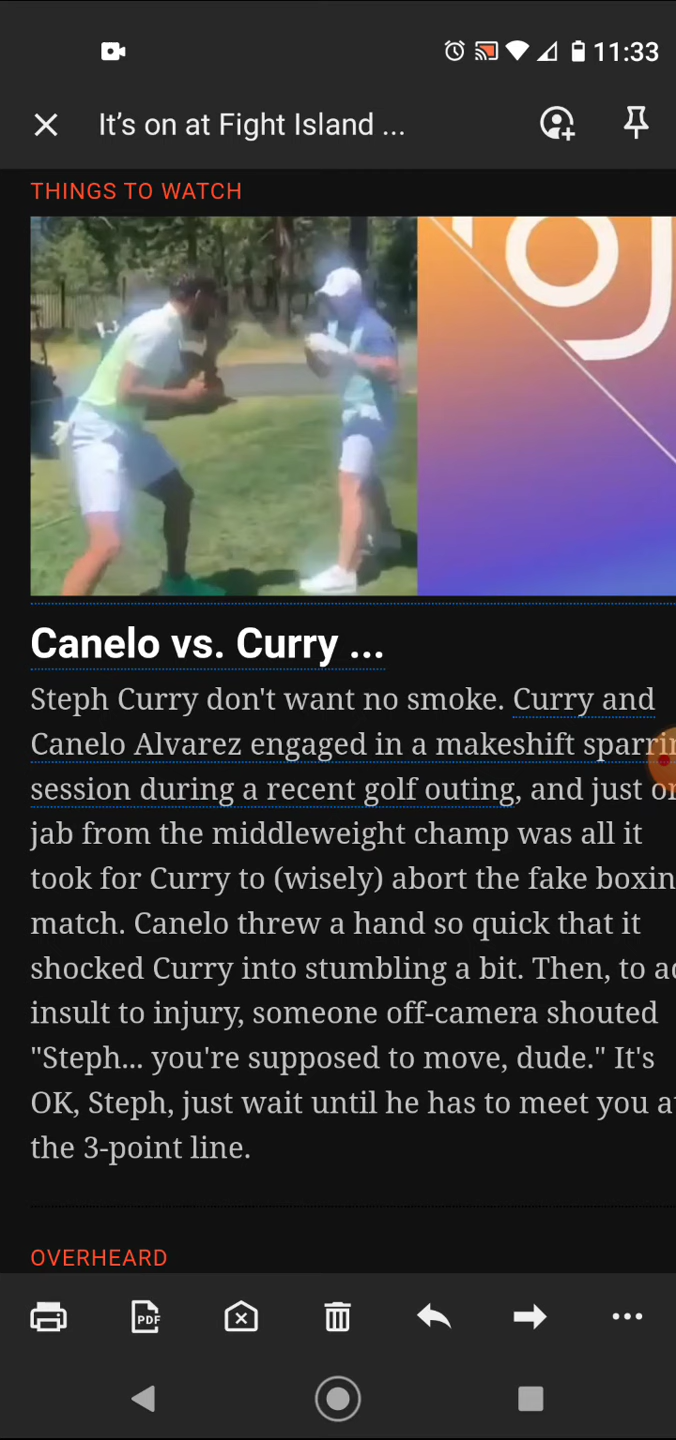 11:33
It’s on at Fight Island ...
THINGS TO WATCH
Canelo vs. Curry ...
Steph Curry don't want no smoke. Curry and
Canelo Alvarez engaged in a makeshift
session during a recent golf outing, and just
jab from the middleweight champ was all it
took for Curry to (wisely) abort the fake
match. Canelo threw a hand so quick that it
shocked Curry into stumbling a bit. Then, to
insult to injury, someone off-camera shouted
"Steph... you're supposed to move, dude." It's
OK, Steph, just wait until he has to meet you
the 3-point line.
OVERHEARD
PDF